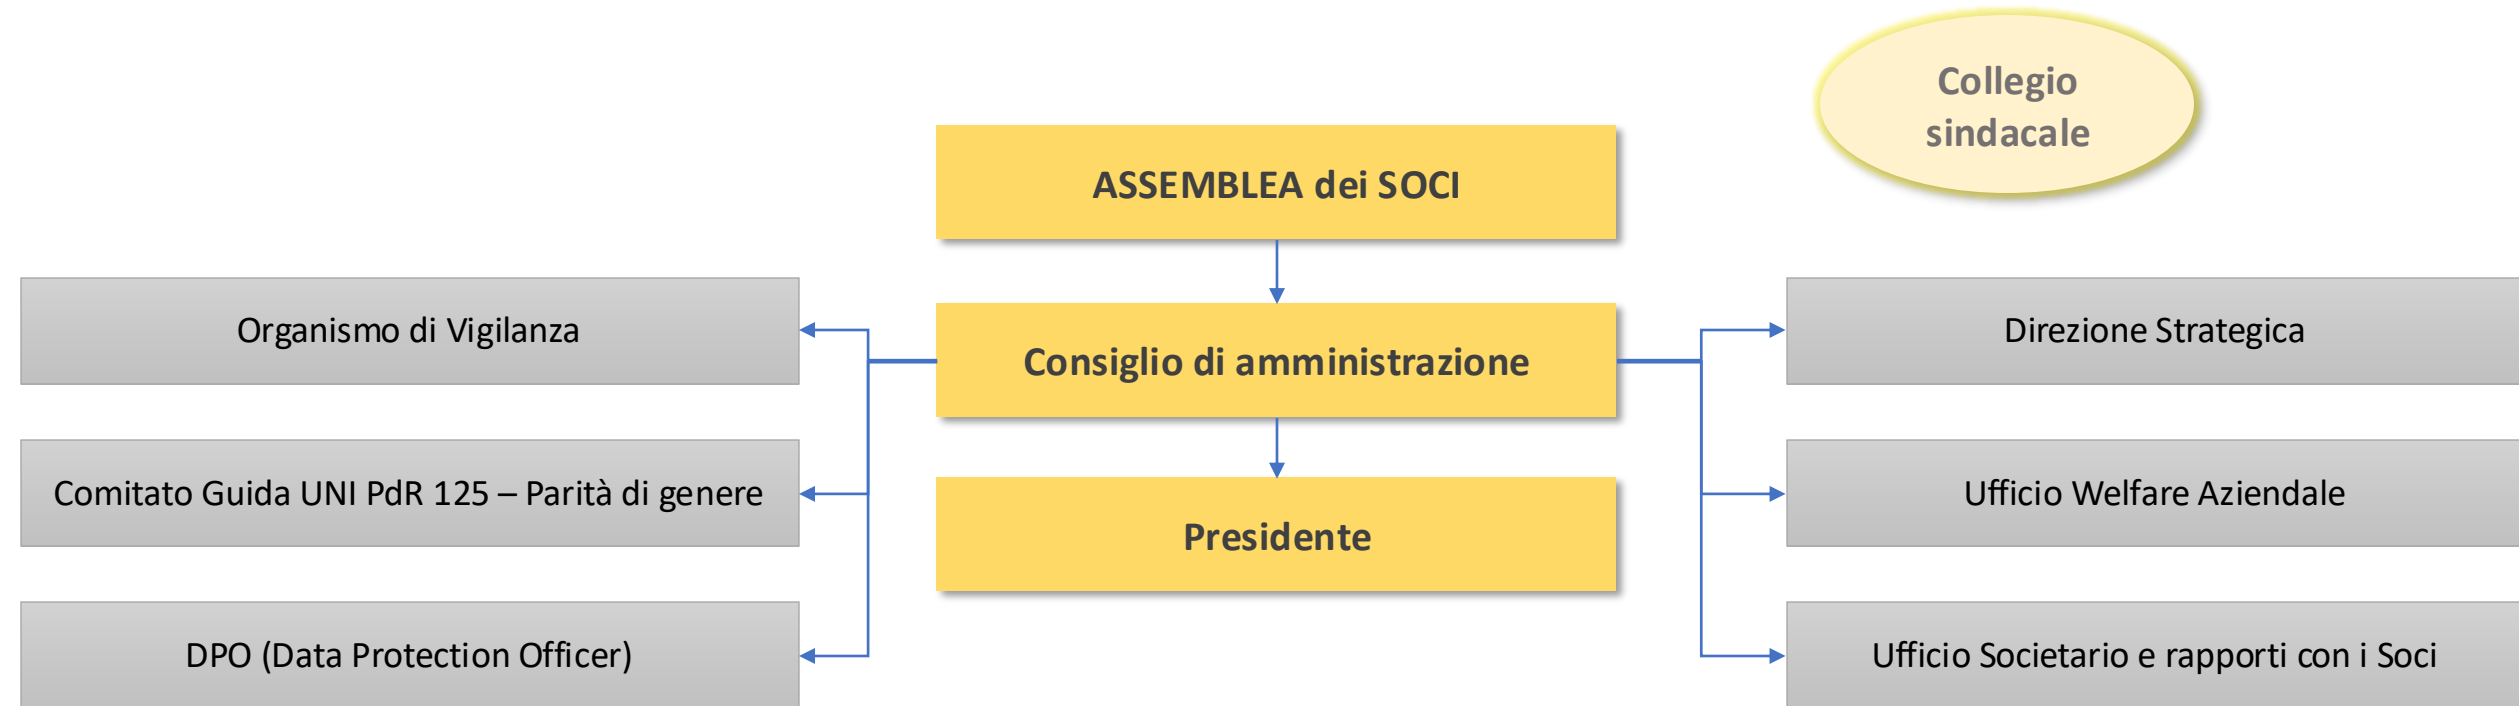 Collegio
sindacale
ASSEMBLEA dei SOCI
Organismo di Vigilanza
Consiglio di amministrazione
Direzione Strategica
Comitato Guida UNI PdR 125 – Parità di genere
Presidente
Ufficio Welfare Aziendale
DPO (Data Protection Officer)
Ufficio Societario e rapporti con i Soci